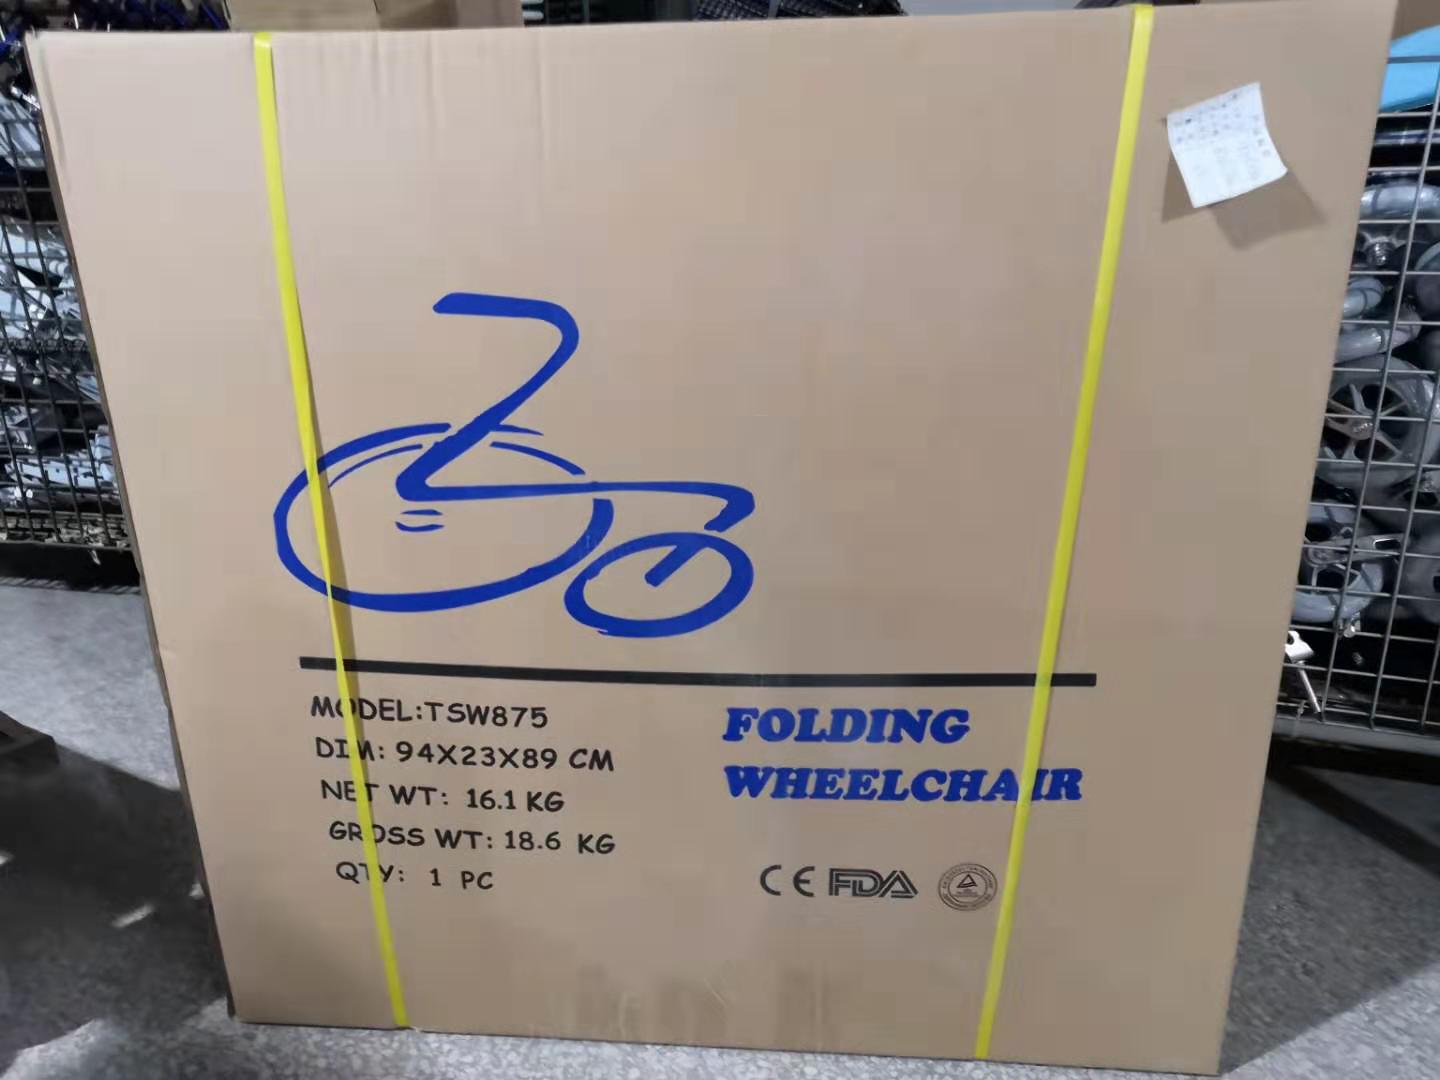 MODEL:TSW875
DIM: 94X23X89 CM
NET WT: 16.1 KG
GROSS WT: 18.6 KG
QTY: 1 PC
FOLDING
WHEELCHAIR
CE FDA